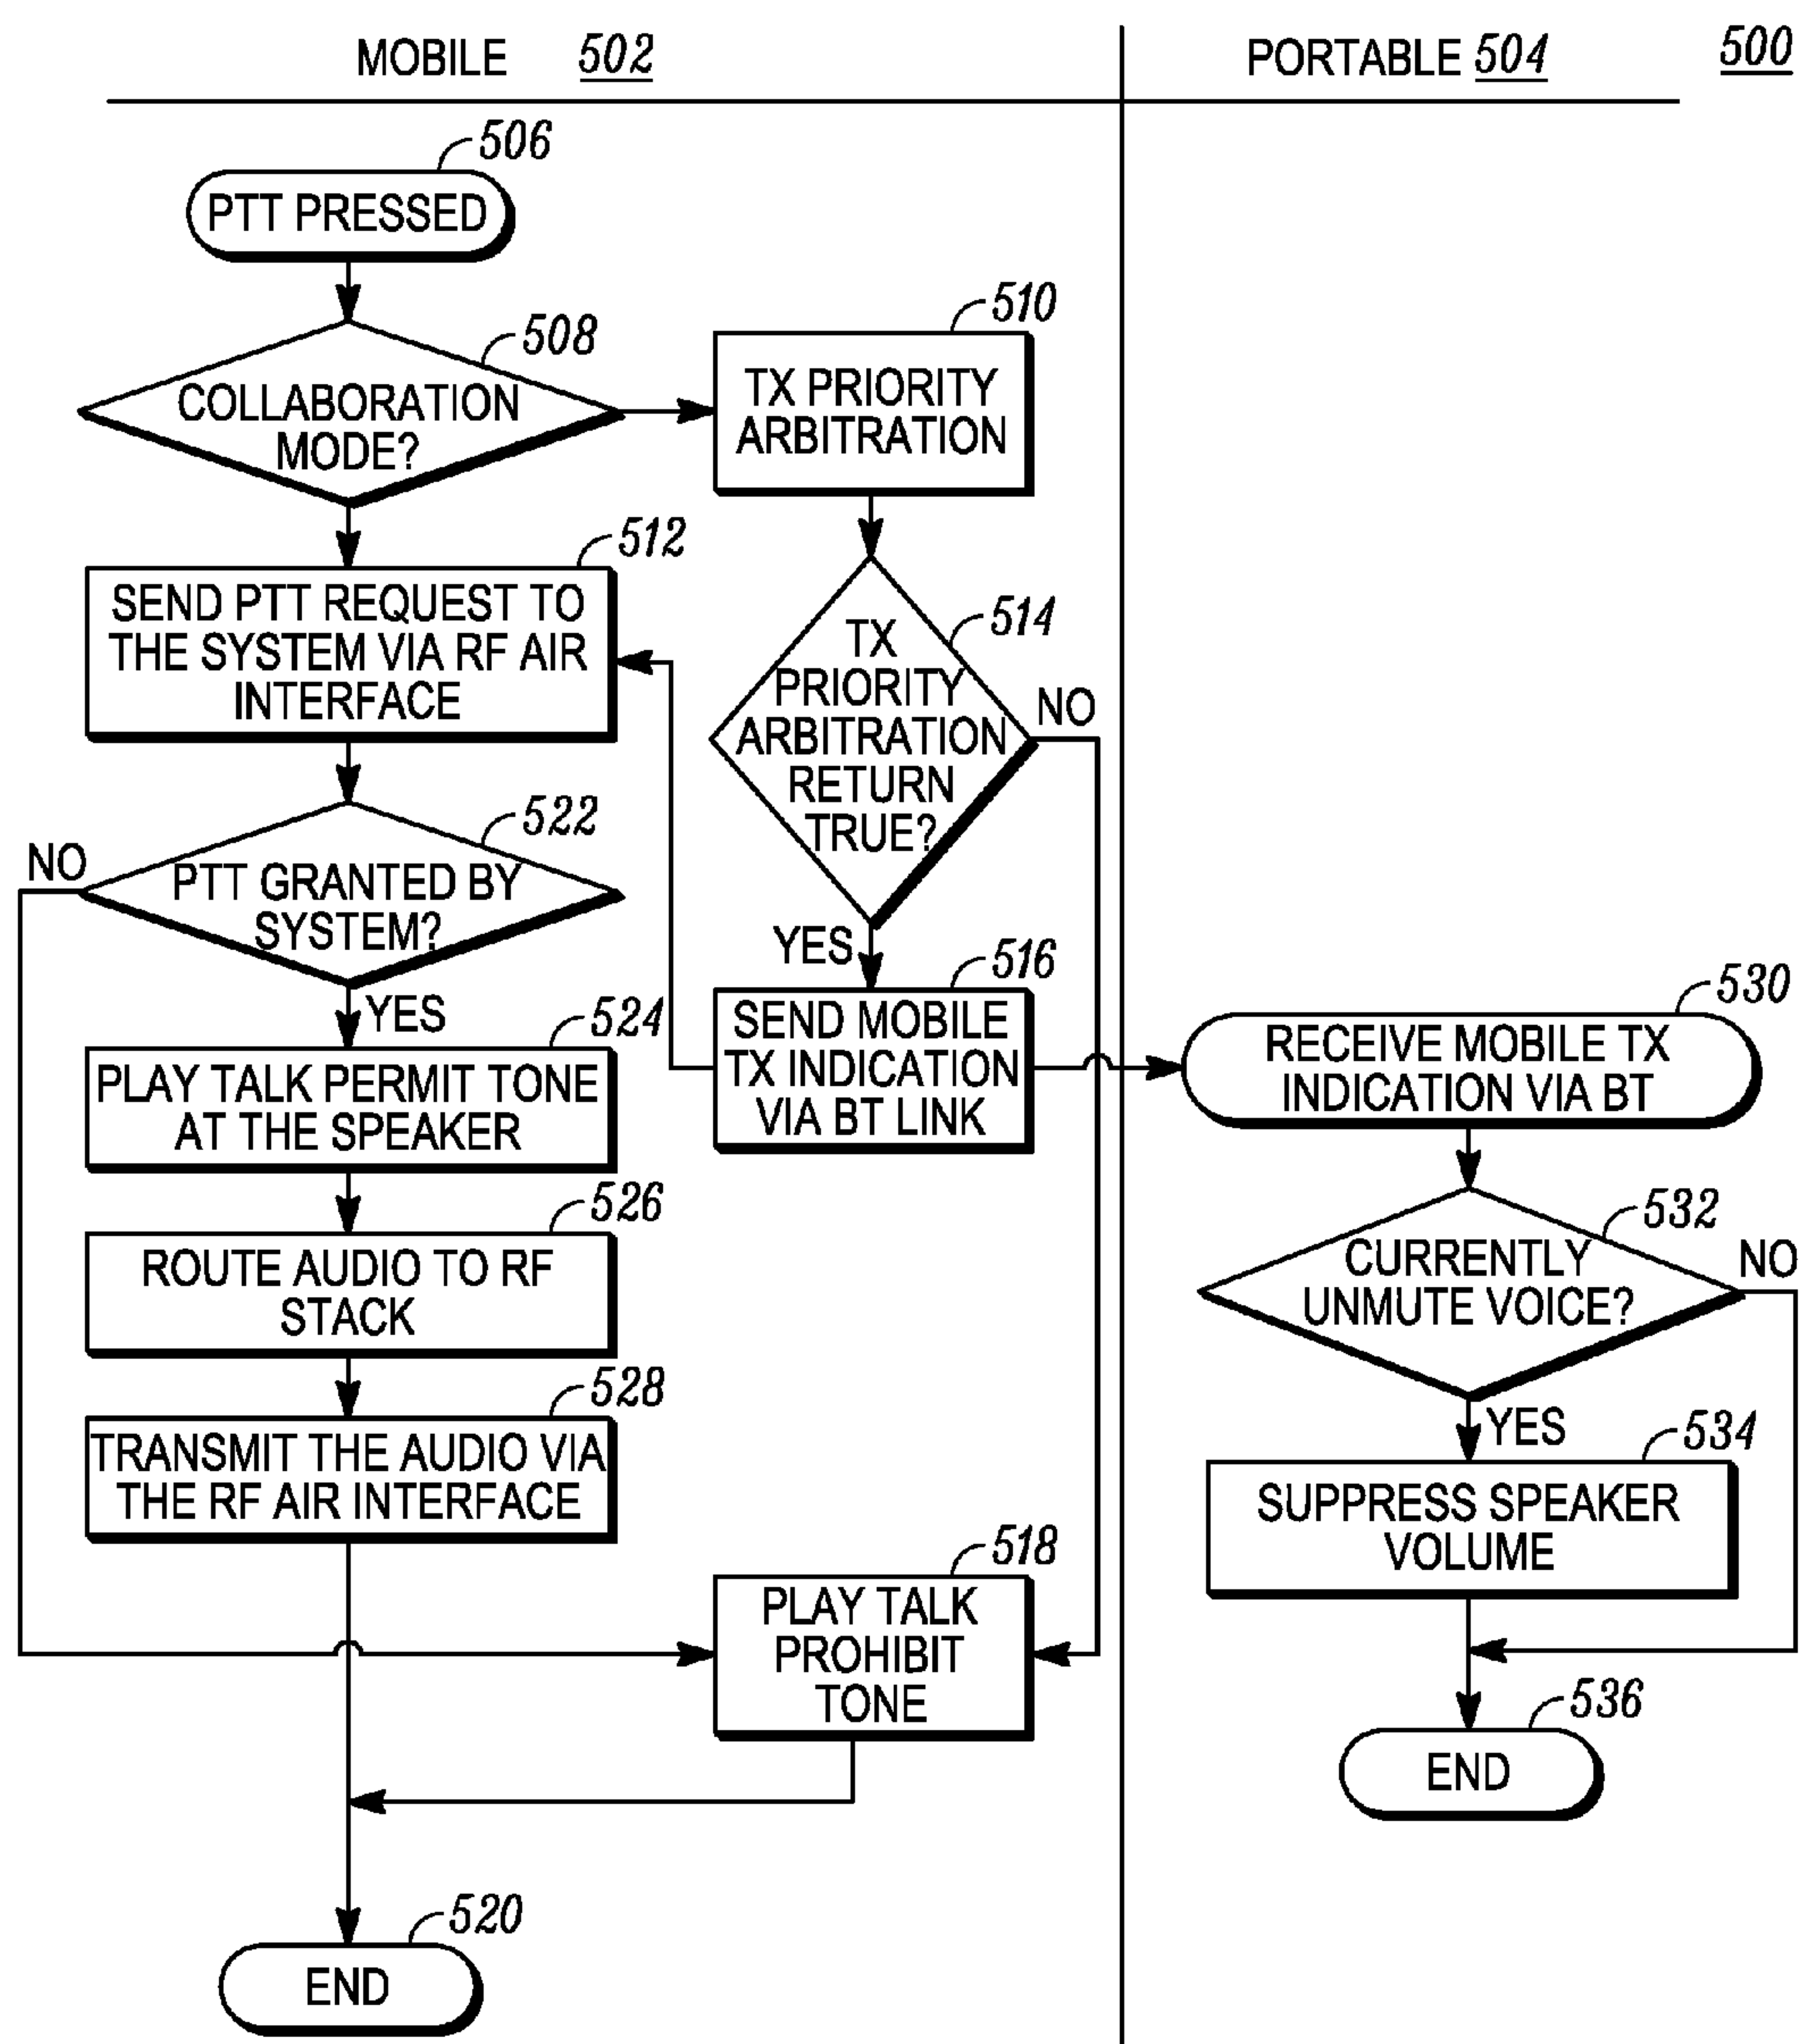 MOBILE 502
PORTABLE 504
500
506
PTT PRESSED
508
COLLABORATION
MODE?
510
TX PRIORITY
ARBITRATION
512
SEND PTT REQUEST TO
THE SYSTEM VIA RF AIR
INTERFACE
514
TX
PRIORITY
ARBITRATION
RETURN
TRUE?
NO
YES
522
NO
PTT GRANTED BY
SYSTEM?
YES
516
SEND MOBILE
TX INDICATION
VIA BT LINK
524
PLAY TALK PERMIT TONE
AT THE SPEAKER
526
ROUTE AUDIO TO RF
STACK
528
TRANSMIT THE AUDIO VIA
THE RF AIR INTERFACE
518
PLAY TALK
PROHIBIT
TONE
520
END
530
RECEIVE MOBILE TX
INDICATION VIA BT
532
CURRENTLY
UNMUTE VOICE?
NO
YES
534
SUPPRESS SPEAKER
VOLUME
536
END